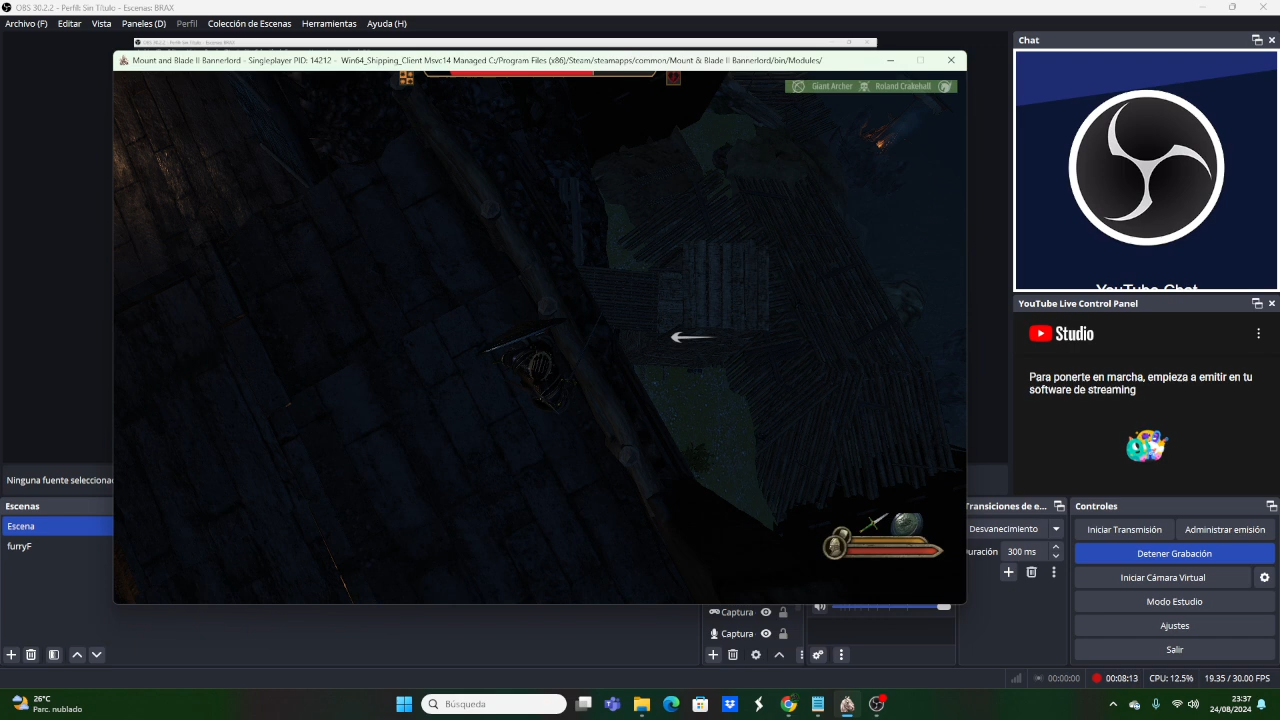 OBS 30.2.2 - Perfil: Sin Título - Escenas: BRAX
Archivo (F) Editar Vista Paneles (D) Perfil Colección de Escenas Herramientas Ayuda (H)
Mount and Blade II Bannerlord - Singleplayer PID: 14212 - Win64_Shipping_Client Msvc14 Managed C:/Program Files (x86)/Steam/steamapps/common/Mount & Blade II Bannerlord/bin/Modules/
Giant Archer Roland Crakehall
Chat
YouTube Chat
YouTube Live Control Panel
Studio
Para ponerte en marcha, empieza a emitir en tu
software de streaming
Ninguna fuente seleccionad
Escenas
Escena
furryF
Captura
Captura
Transiciones de e...
Desvanecimiento
uración 300 ms
Controles
Iniciar Transmisión Administrar emisión
Detener Grabación
Iniciar Cámara Virtual
Modo Estudio
Ajustes
Salir
00:00:00 00:08:13 CPU: 12.5% 19.35 / 30.00 FPS
26°C
Parc. nublado
Búsqueda
23:37
24/08/2024